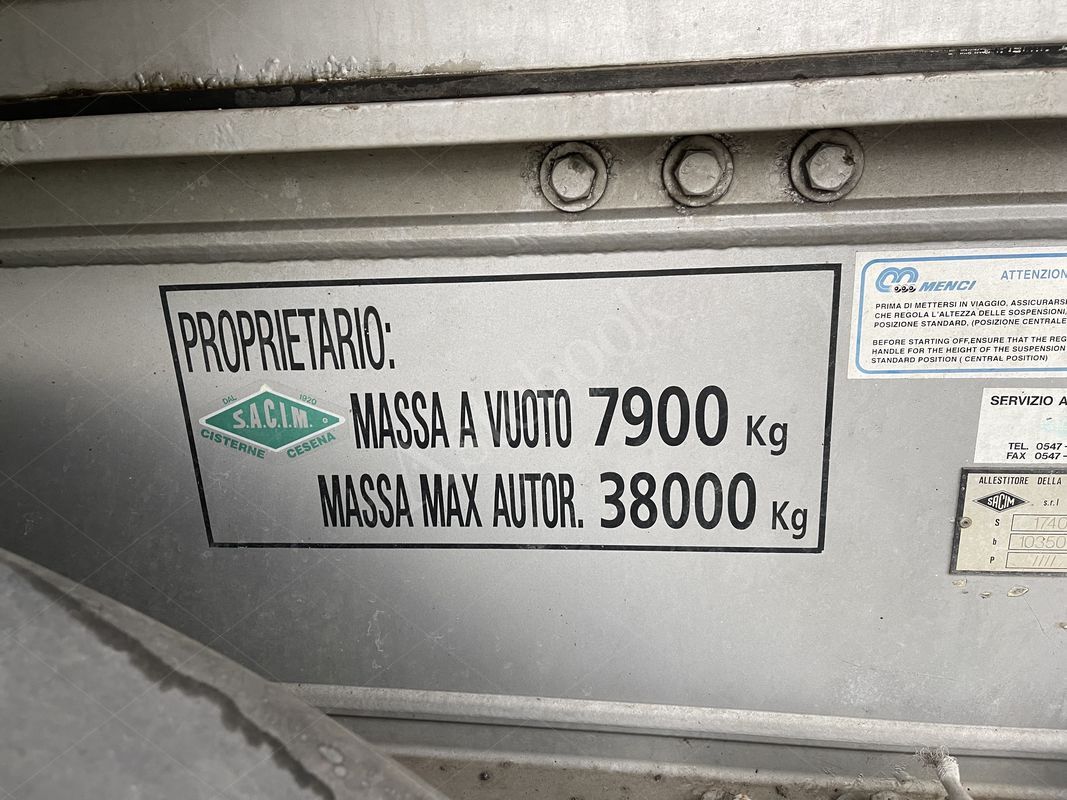 PROPRIETARIO:
DAL 1920
S.A.C.I.M.
CISTERNE CESENA
MASSA A VUOTO 7900 Kg
MASSA MAX AUTOR. 38000 Kg
MENCI
ATTENZION
PRIMA DI METTERSI IN VIAGGIO, ASSICURARSI
CHE REGOLA L'ALTEZZA DELLE SOSPENSIONI,
POSIZIONE STANDARD, (POSIZIONE CENTRALE
BEFORE STARTING OFF,ENSURE THAT THE REG
HANDLE FOR THE HEIGHT OF THE SUSPENSION
STANDARD POSITION ( CENTRAL POSITION)
SERVIZIO A
TEL. 0547-
FAX 0547-
ALLESTITORE DELLA
SACIM s.r.l
S 1740
b 10350
P ////